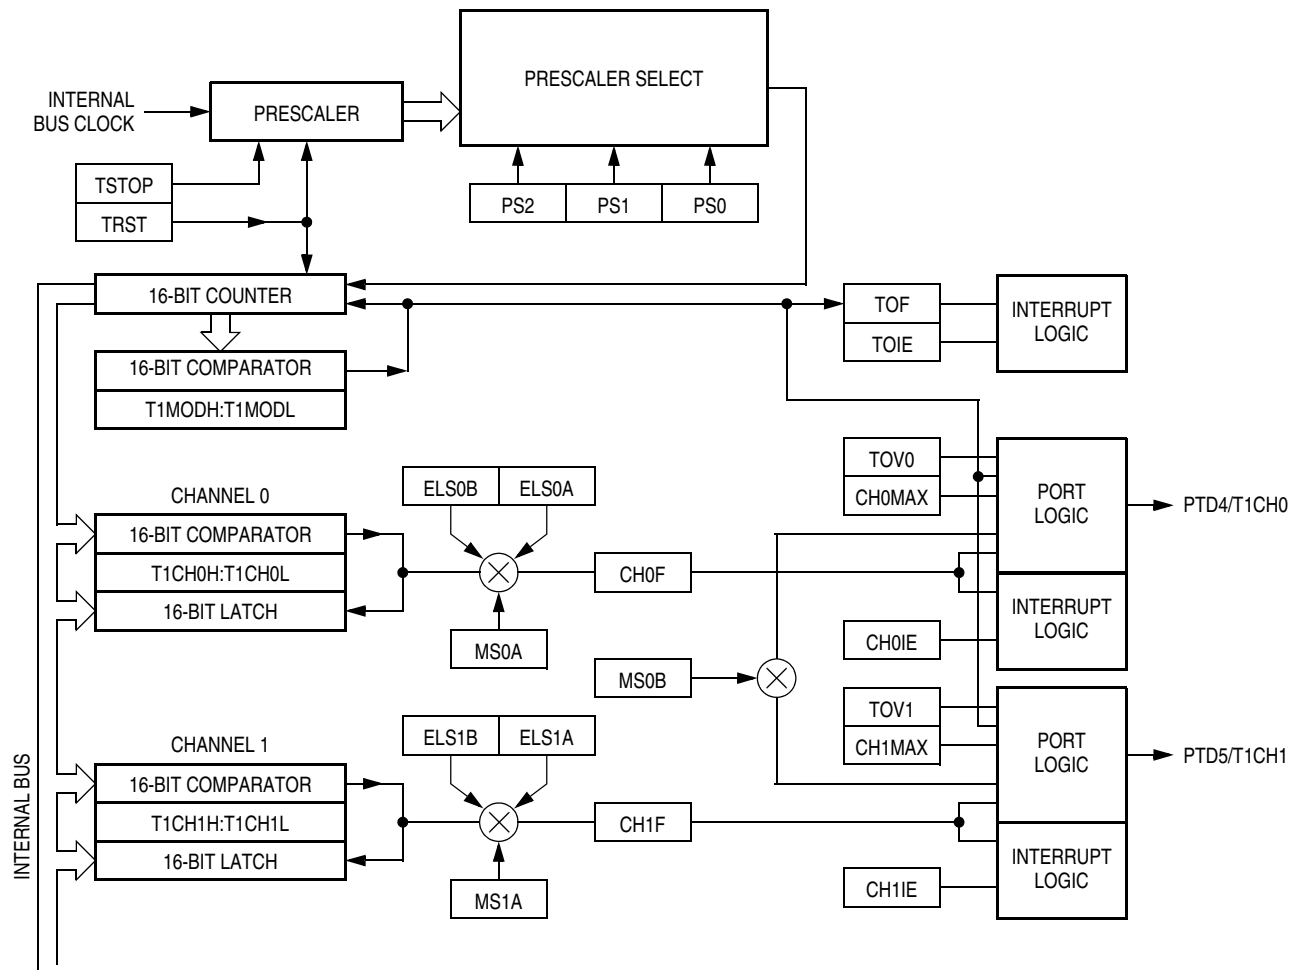 PRESCALER SELECT
INTERNAL
BUS CLOCK
PRESCALER
TSTOP
TRST
PS2
PS1
PS0
16-BIT COUNTER
16-BIT COMPARATOR
T1MODH:T1MODL
TOF
TOIE
INTERRUPT
LOGIC
CHANNEL 0
16-BIT COMPARATOR
T1CH0H:T1CH0L
16-BIT LATCH
ELS0B
ELS0A
MS0A
CH0F
TOV0
CH0MAX
PORT
LOGIC
PTD4/T1CH0
INTERRUPT
LOGIC
CH0IE
MS0B
CHANNEL 1
16-BIT COMPARATOR
T1CH1H:T1CH1L
16-BIT LATCH
ELS1B
ELS1A
MS1A
CH1F
TOV1
CH1MAX
PORT
LOGIC
PTD5/T1CH1
INTERRUPT
LOGIC
CH1IE
INTERNAL BUS